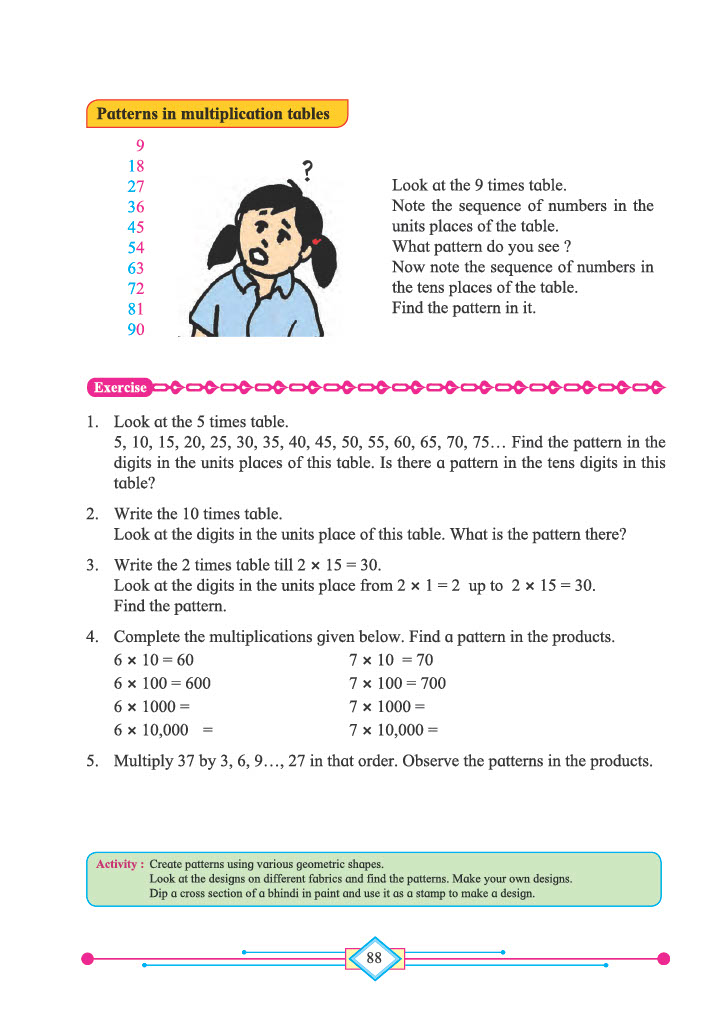 Patterns in multiplication tables
9
18
27
36
45
54
63
72
81
90
?
Look at the 9 times table.
Note the sequence of numbers in the
units places of the table.
What pattern do you see ?
Now note the sequence of numbers in
the tens places of the table.
Find the pattern in it.
Exercise
1. Look at the 5 times table.
5, 10, 15, 20, 25, 30, 35, 40, 45, 50, 55, 60, 65, 70, 75... Find the pattern in the
digits in the units places of this table. Is there a pattern in the tens digits in this
table?
2. Write the 10 times table.
Look at the digits in the units place of this table. What is the pattern there?
3. Write the 2 times table till 2 × 15 = 30.
Look at the digits in the units place from 2 × 1 = 2 up to 2 × 15 = 30.
Find the pattern.
4. Complete the multiplications given below. Find a pattern in the products.
6 × 10 = 60 7 × 10 = 70
6 × 100 = 600 7 × 100 = 700
6 × 1000 = 7 × 1000 =
6 × 10,000 = 7 × 10,000 =
5. Multiply 37 by 3, 6, 9..., 27 in that order. Observe the patterns in the products.
Activity : Create patterns using various geometric shapes.
Look at the designs on different fabrics and find the patterns. Make your own designs.
Dip a cross section of a bhindi in paint and use it as a stamp to make a design.
88